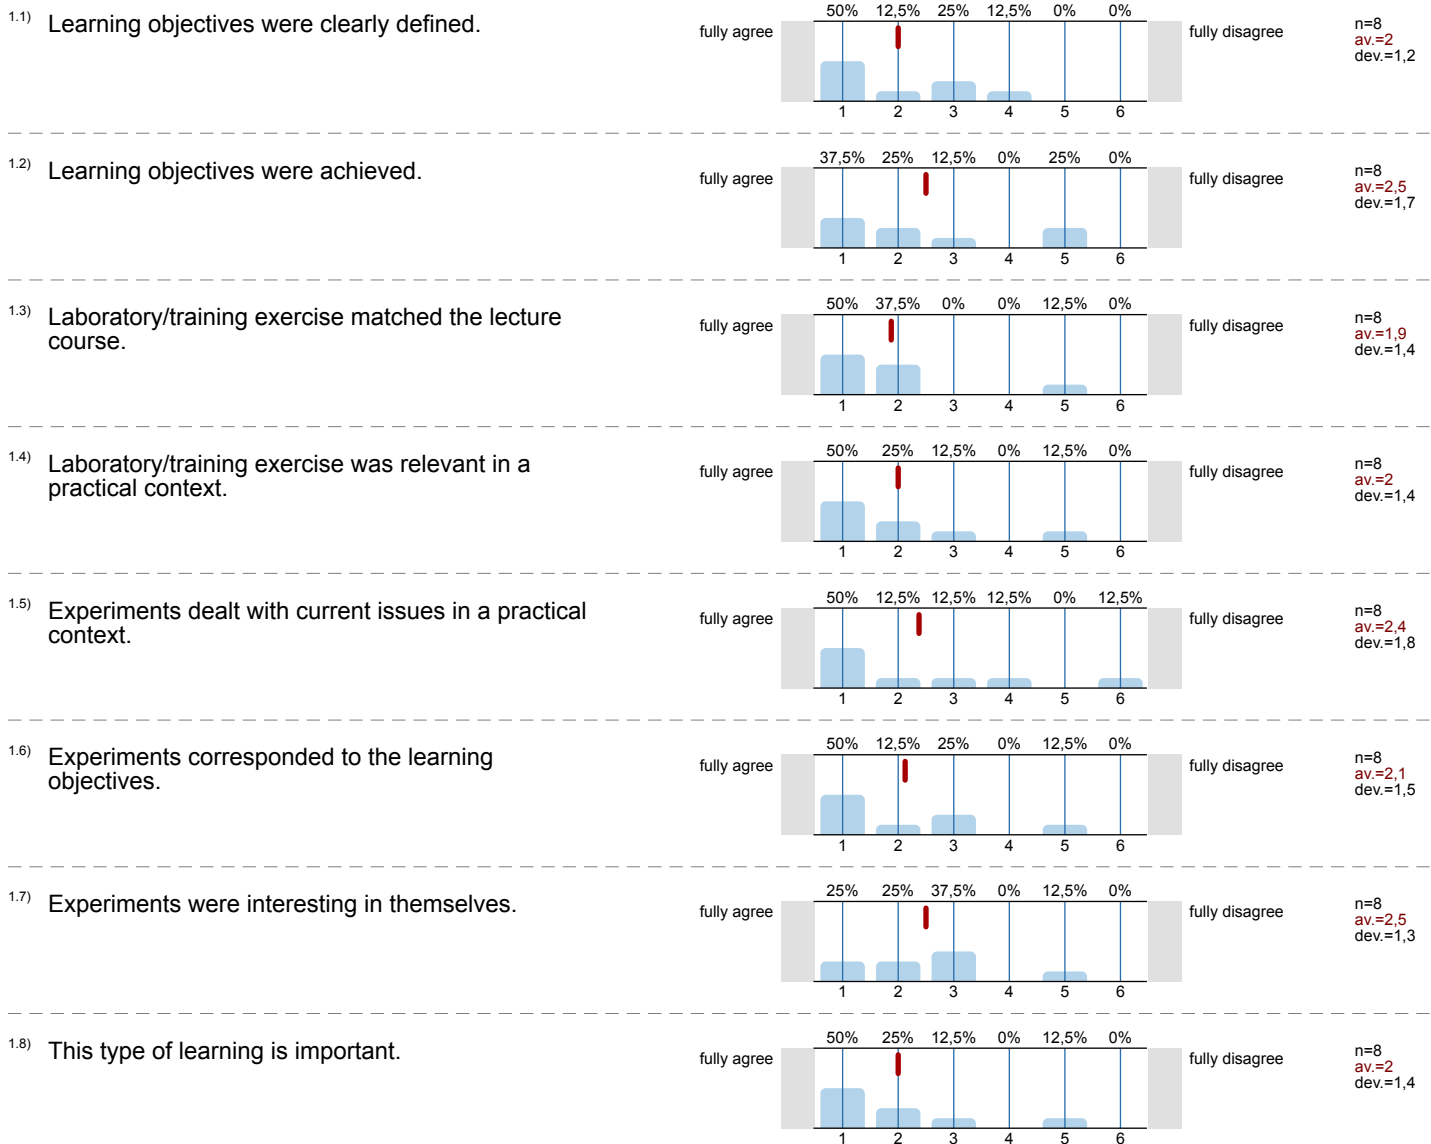 1.1) Learning objectives were clearly defined.
50% 12,5% 25% 12,5% 0% 0%
fully agree
fully disagree
n=8
av.=2
dev.=1,2
1 2 3 4 5 6
1.2) Learning objectives were achieved.
37,5% 25% 12,5% 0% 25% 0%
fully agree
fully disagree
n=8
av.=2,5
dev.=1,7
1 2 3 4 5 6
1.3) Laboratory/training exercise matched the lecture
course.
50% 37,5% 0% 0% 12,5% 0%
fully agree
fully disagree
n=8
av.=1,9
dev.=1,4
1 2 3 4 5 6
1.4) Laboratory/training exercise was relevant in a
practical context.
50% 25% 12,5% 0% 12,5% 0%
fully agree
fully disagree
n=8
av.=2
dev.=1,4
1 2 3 4 5 6
1.5) Experiments dealt with current issues in a practical
context.
50% 12,5% 12,5% 12,5% 0% 12,5%
fully agree
fully disagree
n=8
av.=2,4
dev.=1,8
1 2 3 4 5 6
1.6) Experiments corresponded to the learning
objectives.
50% 12,5% 25% 0% 12,5% 0%
fully agree
fully disagree
n=8
av.=2,1
dev.=1,5
1 2 3 4 5 6
1.7) Experiments were interesting in themselves.
25% 25% 37,5% 0% 12,5% 0%
fully agree
fully disagree
n=8
av.=2,5
dev.=1,3
1 2 3 4 5 6
1.8) This type of learning is important.
50% 25% 12,5% 0% 12,5% 0%
fully agree
fully disagree
n=8
av.=2
dev.=1,4
1 2 3 4 5 6